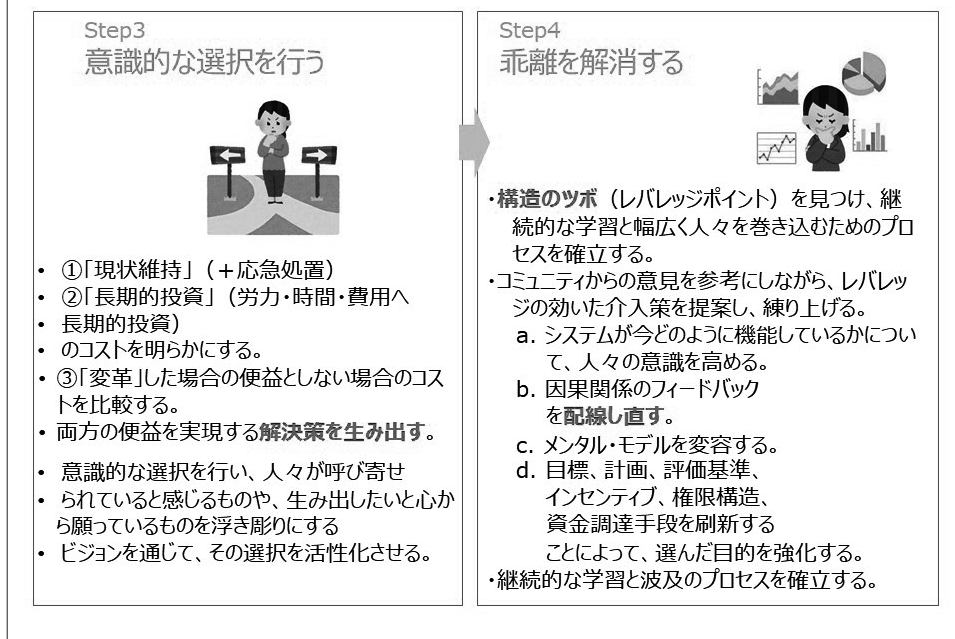 Step3
意識的な選択を行う
• ①「現状維持」（＋応急処置）
• ②「長期的投資」（労力・時間・費用へ
• 長期的投資）
• のコストを明らかにする。
• ③「変革」した場合の便益としない場合のコス
トを比較する。
• 両方の便益を実現する解決策を生み出す。
• 意識的な選択を行い、人々が呼び寄せ
• られていると感じるものや、生み出したいと心か
ら願っているものを浮き彫りにする
• ビジョンを通じて、その選択を活性化させる。
Step4
乖離を解消する
・構造のツボ（レバレッジポイント）を見つけ、継
続的な学習と幅広く人々を巻き込むためのプロ
セスを確立する。
・コミュニティからの意見を参考にしながら、レバレッ
ジの効いた介入策を提案し、練り上げる。
a. システムが今どのように機能しているかについ
て、人々の意識を高める。
b. 因果関係のフィードバック
を配線し直す。
c. メンタル・モデルを変容する。
d. 目標、計画、評価基準、
インセンティブ、権限構造、
資金調達手段を刷新する
ことによって、選んだ目的を強化する。
・継続的な学習と波及のプロセスを確立する。